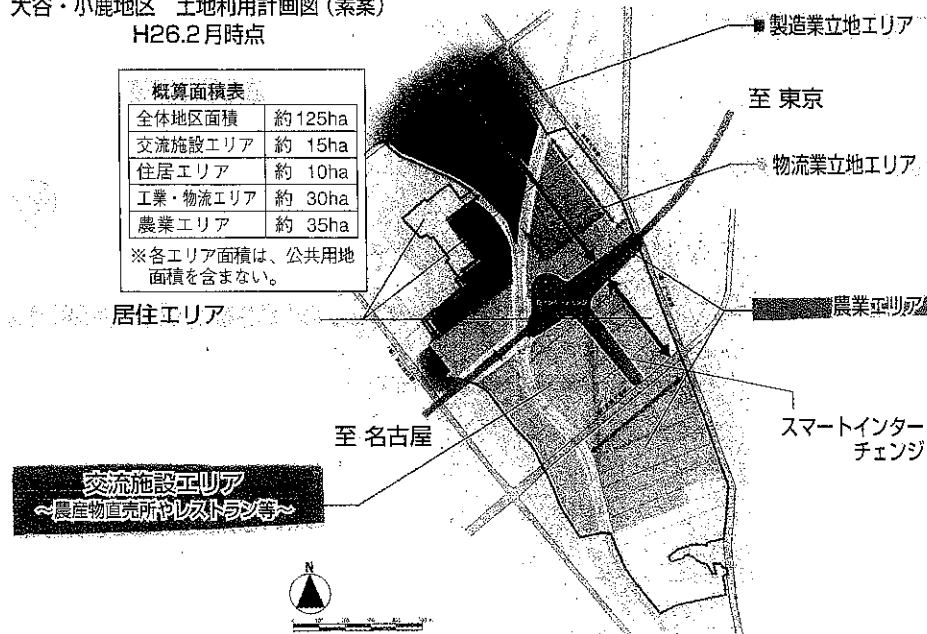 大谷・小鹿地区 土地利用計画図(素案)
H26.2月時点
概算面積表
全体地区面積 約125ha
交流施設エリア 約 15ha
住居エリア 約 10ha
工業・物流エリア 約 30ha
農業エリア 約 35ha
※各エリア面積は、公共用地
面積を含まない。
製造業立地エリア
至 東京
物流業立地エリア
居住エリア
農業エリア
至 名古屋
スマートインター
チェンジ
交流施設エリア
~農産物直売所やレストラン等~
N